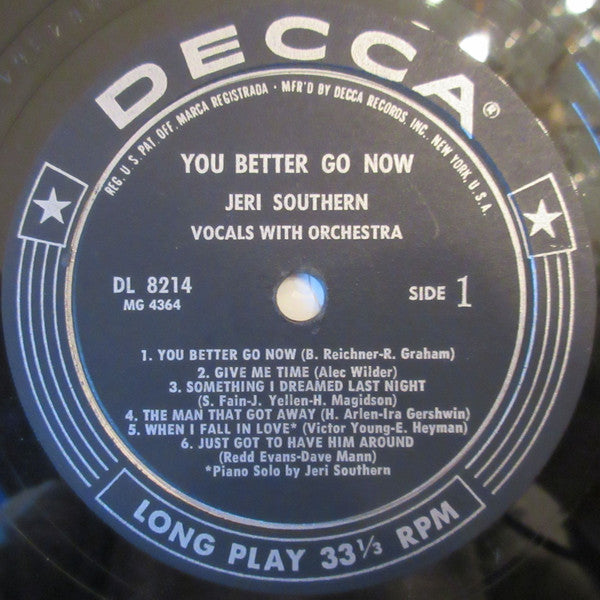 DECCA®
REG. U. S. PAT. OFF. MARCA REGISTRADA • MFR'D BY DECCA RECORDS, INC., NEW YORK, U.S.A.
YOU BETTER GO NOW
JERI SOUTHERN
VOCALS WITH ORCHESTRA
DL 8214
MG 4364
SIDE 1
1. YOU BETTER GO NOW (B. Reichner-R. Graham)
2. GIVE ME TIME (Alec Wilder)
3. SOMETHING I DREAMED LAST NIGHT
(S. Fain-J. Yellen-H. Magidson)
4. THE MAN THAT GOT AWAY (H. Arlen-Ira Gershwin)
5. WHEN I FALL IN LOVE* (Victor Young-E. Heyman)
6. JUST GOT TO HAVE HIM AROUND
(Redd Evans-Dave Mann)
*Piano Solo by Jeri Southern
LONG PLAY 33⅓ RPM